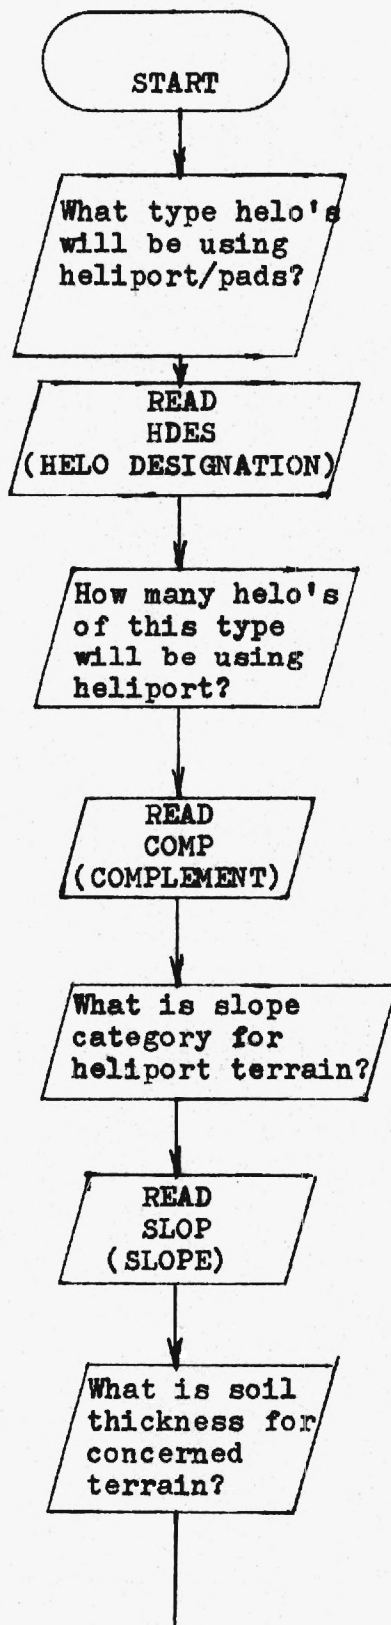 START
What type helo's
will be using
heliport/pads?
READ
HDES
(HELO DESIGNATION)
How many helo's
of this type
will be using
heliport?
READ
COMP
(COMPLEMENT)
What is slope
category for
heliport terrain?
READ
SLOP
(SLOPE)
What is soil
thickness for
concerned
terrain?